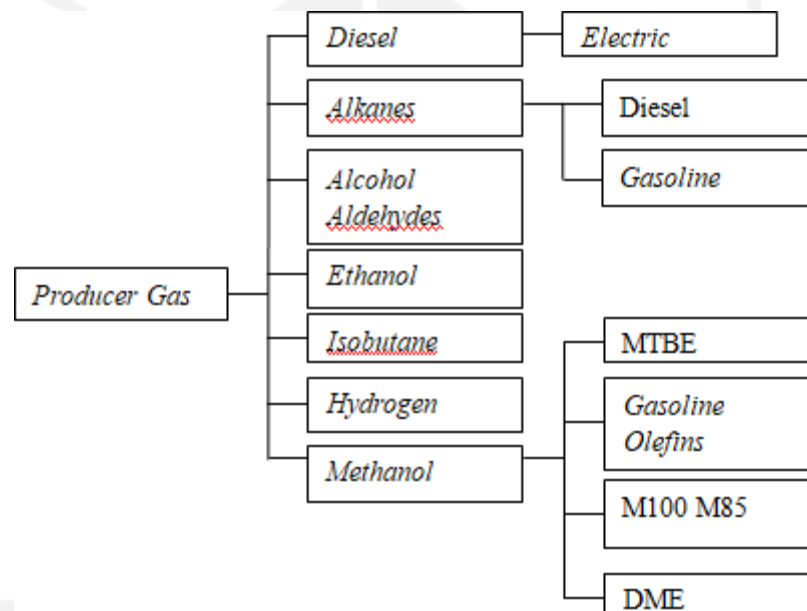 Diesel
Electric
Alkanes
Diesel
Gasoline
Alcohol
Aldehydes
Ethanol
Producer Gas
Isobutane
MTBE
Hydrogen
Gasoline
Olefins
Methanol
M100 M85
DME